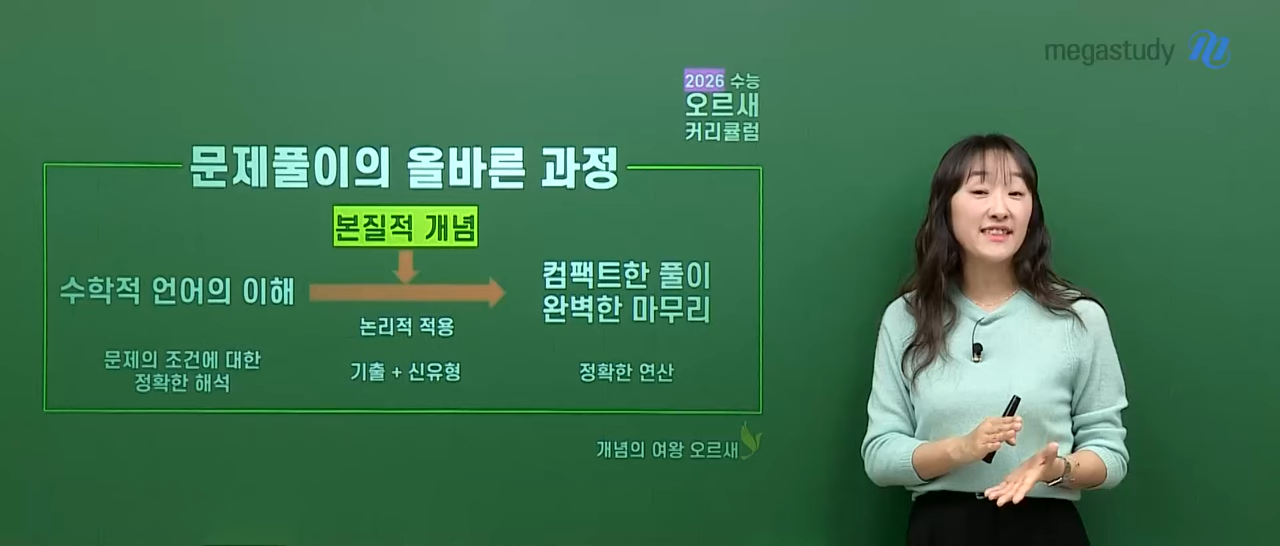 megastudy
2026 수능
오르새
커리큘럼
문제풀이의 올바른 과정
본질적 개념
수학적 언어의 이해
컴팩트한 풀이
완벽한 마무리
논리적 적용
문제의 조건에 대한
정확한 해석
기출 + 신유형
정확한 연산
개념의 여왕 오르새